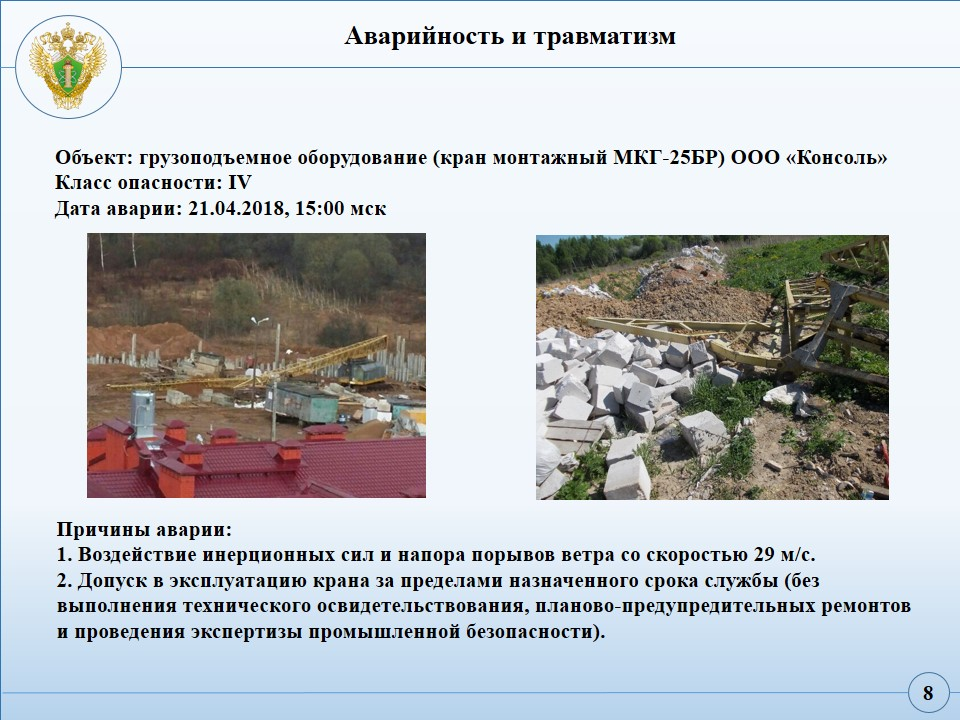 Аварийность и травматизм
Объект: грузоподъемное оборудование (кран монтажный МКГ-25БР) ООО «Консоль»
Класс опасности: IV
Дата аварии: 21.04.2018, 15:00 мск
Причины аварии:
1. Воздействие инерционных сил и напора порывов ветра со скоростью 29 м/с.
2. Допуск в эксплуатацию крана за пределами назначенного срока службы (без
выполнения технического освидетельствования, планово-предупредительных ремонтов
и проведения экспертизы промышленной безопасности).
8